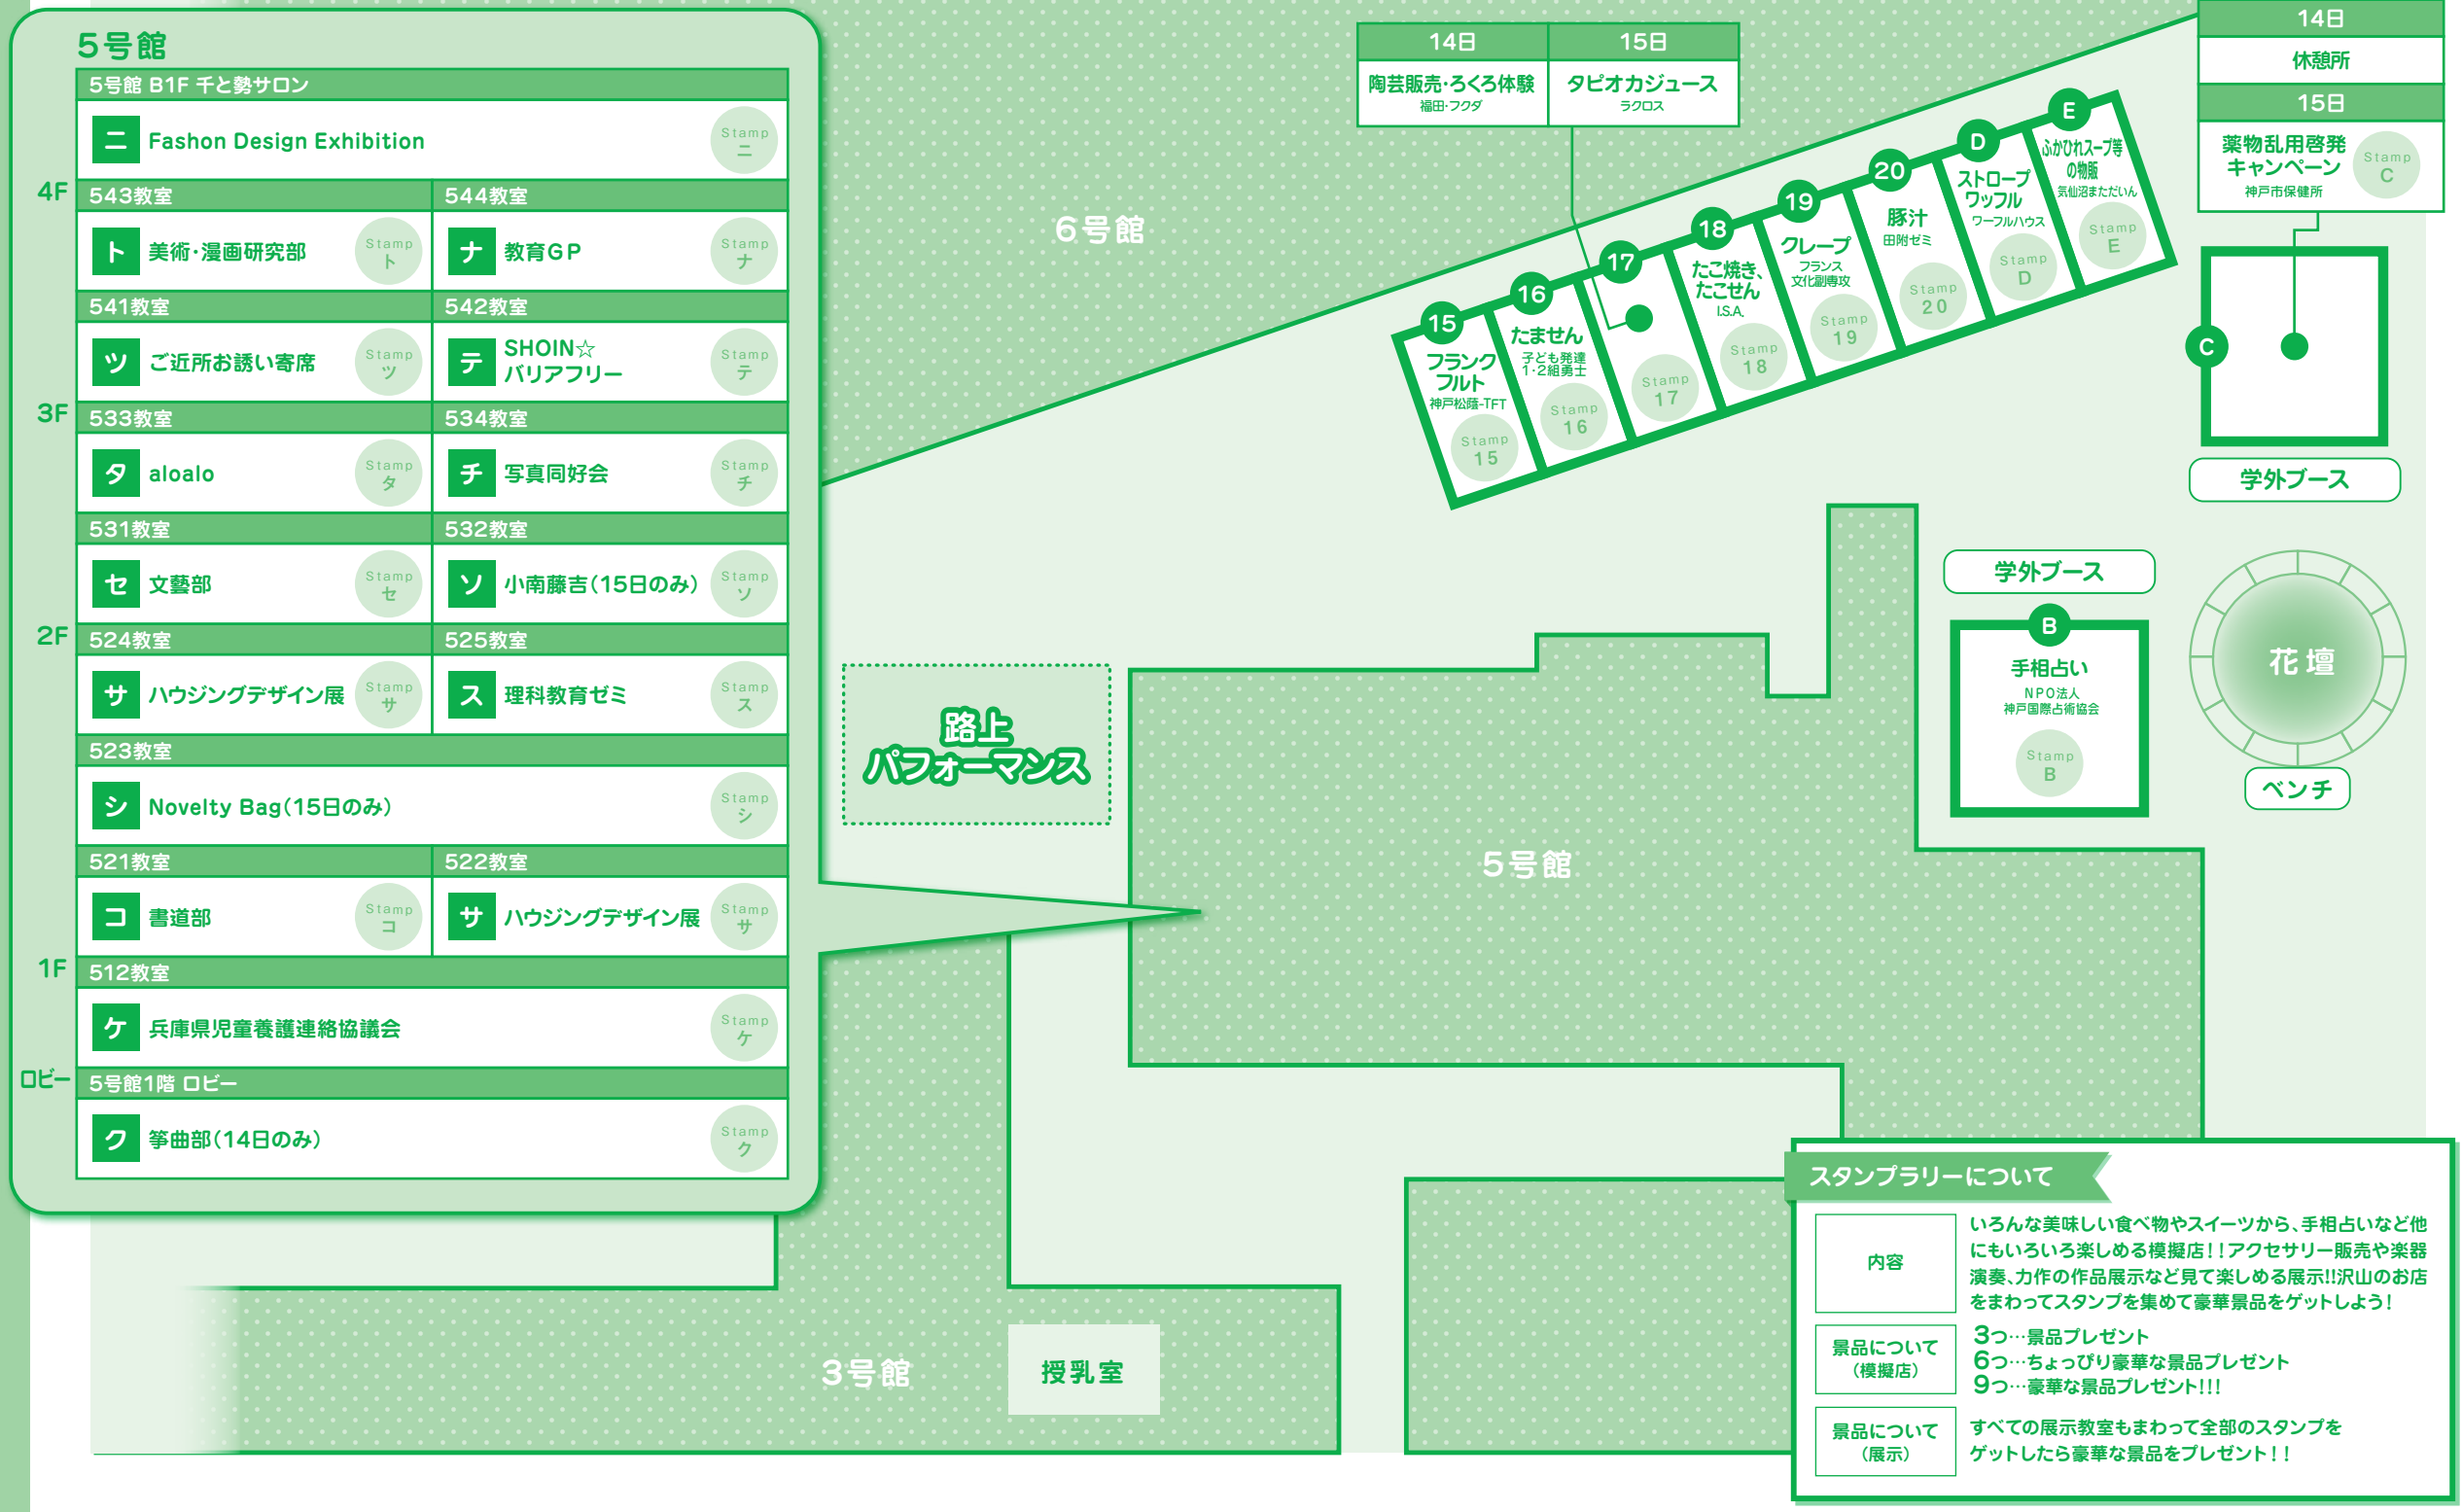 5号館
5号館 B1F 千と勢サロン
ニ Fashon Design Exhibition
Stamp
ニ
4F
543教室
544教室
ト 美術・漫画研究部
Stamp
ト
ナ 教育GP
Stamp
ナ
541教室
542教室
ツ ご近所お誘い寄席
Stamp
ツ
テ SHOIN☆
バリアフリー
Stamp
テ
3F
533教室
534教室
タ aloalo
Stamp
タ
チ 写真同好会
Stamp
チ
531教室
532教室
セ 文藝部
Stamp
セ
ソ 小南藤吉(15日のみ)
Stamp
ソ
2F
524教室
525教室
サ ハウジングデザイン展
Stamp
サ
ス 理科教育ゼミ
Stamp
ス
523教室
シ Novelty Bag(15日のみ)
Stamp
シ
521教室
522教室
コ 書道部
Stamp
コ
サ ハウジングデザイン展
Stamp
サ
1F
512教室
ケ 兵庫県児童養護連絡協議会
Stamp
ケ
ロビー
5号館1階 ロビー
ク 箏曲部(14日のみ)
Stamp
ク
6号館
14日
陶芸販売・ろくろ体験
福田・フクダ
15日
タピオカジュース
ラクロス
15
フランク
フルト
神戸松蔭-TFT
Stamp
15
16
たません
子ども発達
1・2組勇士
Stamp
16
17
Stamp
17
18
たこ焼き、
たこせん
I.S.A.
Stamp
18
19
クレープ
フランス
文化副専攻
Stamp
19
20
豚汁
田附ゼミ
Stamp
20
D
ストロープ
ワッフル
ワーフルハウス
Stamp
D
E
ふかひれスープ等
の物販
気仙沼まただいん
Stamp
E
14日
休憩所
15日
薬物乱用啓発
キャンペーン
神戸市保健所
Stamp
C
C
学外ブース
学外ブース
B
手相占い
NPO法人
神戸国際占術協会
Stamp
B
花壇
ベンチ
路上
パフォーマンス
5号館
3号館
授乳室
スタンプラリーについて
内容
いろんな美味しい食べ物やスイーツから、手相占いなど他
にもいろいろ楽しめる模擬店!!アクセサリー販売や楽器
演奏、力作の作品展示など見て楽しめる展示!!沢山のお店
をまわってスタンプを集めて豪華景品をゲットしよう!
景品について
(模擬店)
3つ…景品プレゼント
6つ…ちょっぴり豪華な景品プレゼント
9つ…豪華な景品プレゼント!!!
景品について
(展示)
すべての展示教室もまわって全部のスタンプを
ゲットしたら豪華な景品をプレゼント!!